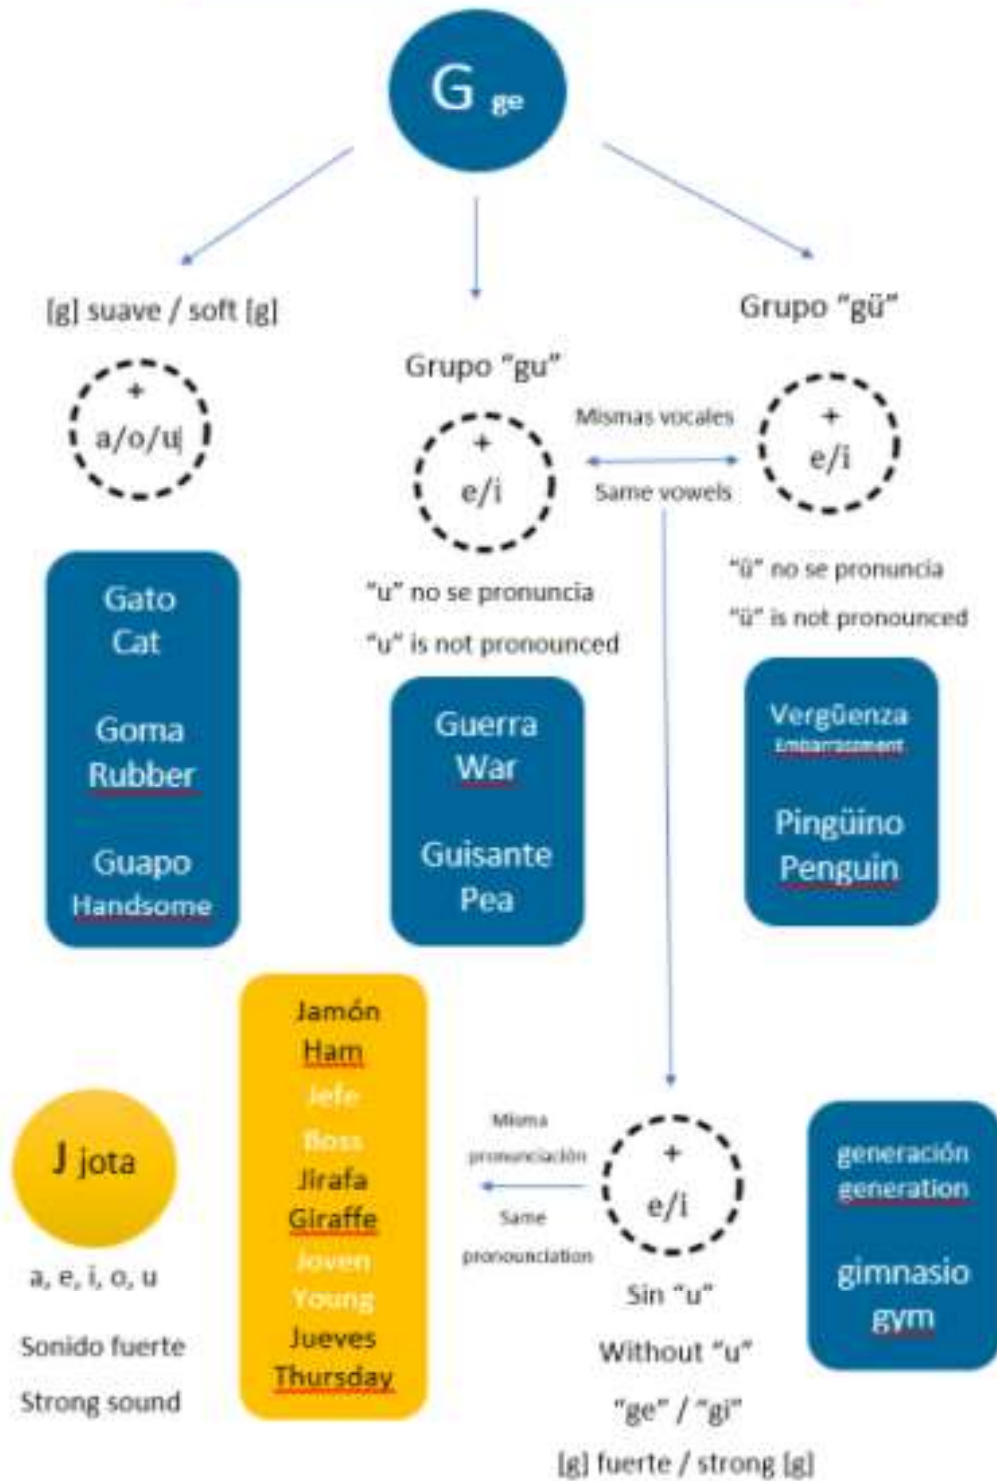 G ge
[g] suave / soft [g]
+
a/o/u
Gato
Cat
Goma
Rubber
Guapo
Handsome
Grupo "gu"
+
e/i
"u" no se pronuncia
"u" is not pronounced
Guerra
War
Guisante
Pea
Mismas vocales
Same vowels
Grupo "gü"
+
e/i
"ü" no se pronuncia
"ü" is not pronounced
Vergüenza
Embarrassment
Pingüino
Penguin
J jota
a, e, i, o, u
Sonido fuerte
Strong sound
Jamón
Ham
Jefe
Boss
Jirafa
Giraffe
Joven
Young
Jueves
Thursday
Misma
pronunciación
Same
pronounciation
+
e/i
Sin "u"
Without "u"
"ge" / "gi"
[g] fuerte / strong [g]
generación
generation
gimnasio
gym